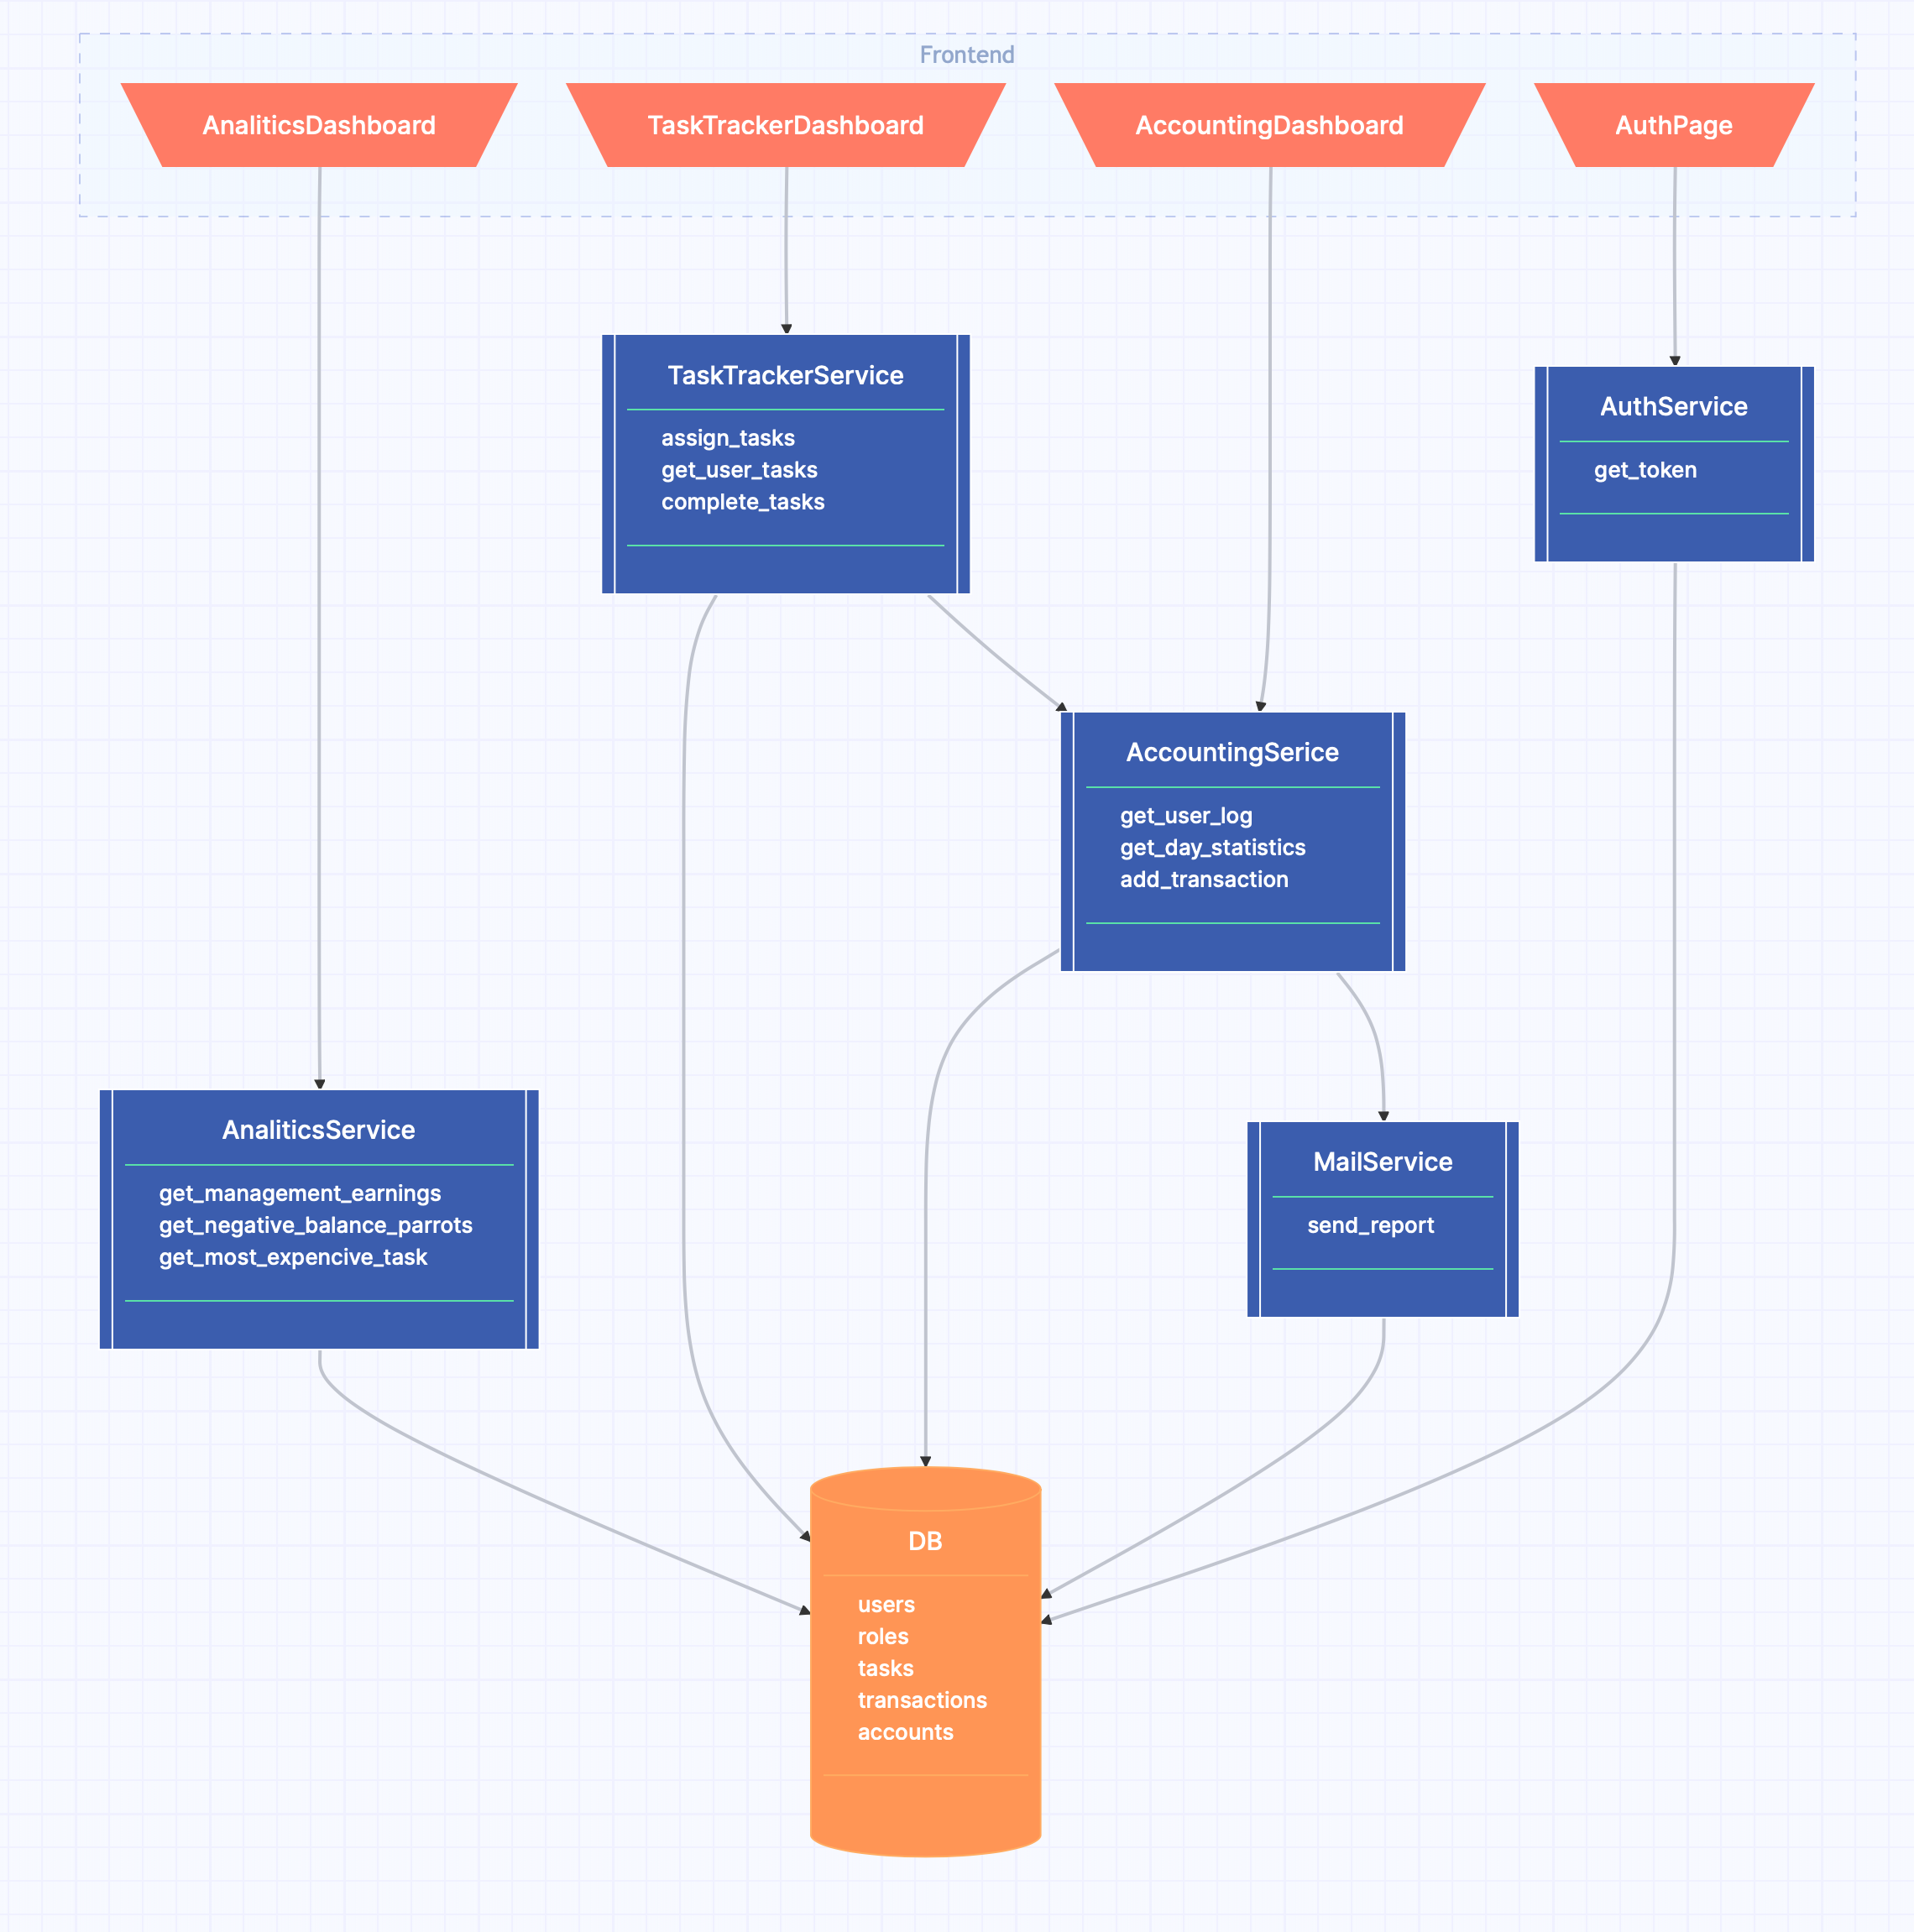 Frontend
AnaliticsDashboard
TaskTrackerDashboard
AccountingDashboard
AuthPage
TaskTrackerService
assign_tasks
get_user_tasks
complete_tasks
AuthService
get_token
AccountingSerice
get_user_log
get_day_statistics
add_transaction
AnaliticsService
get_management_earnings
get_negative_balance_parrots
get_most_expencive_task
MailService
send_report
DB
users
roles
tasks
transactions
accounts